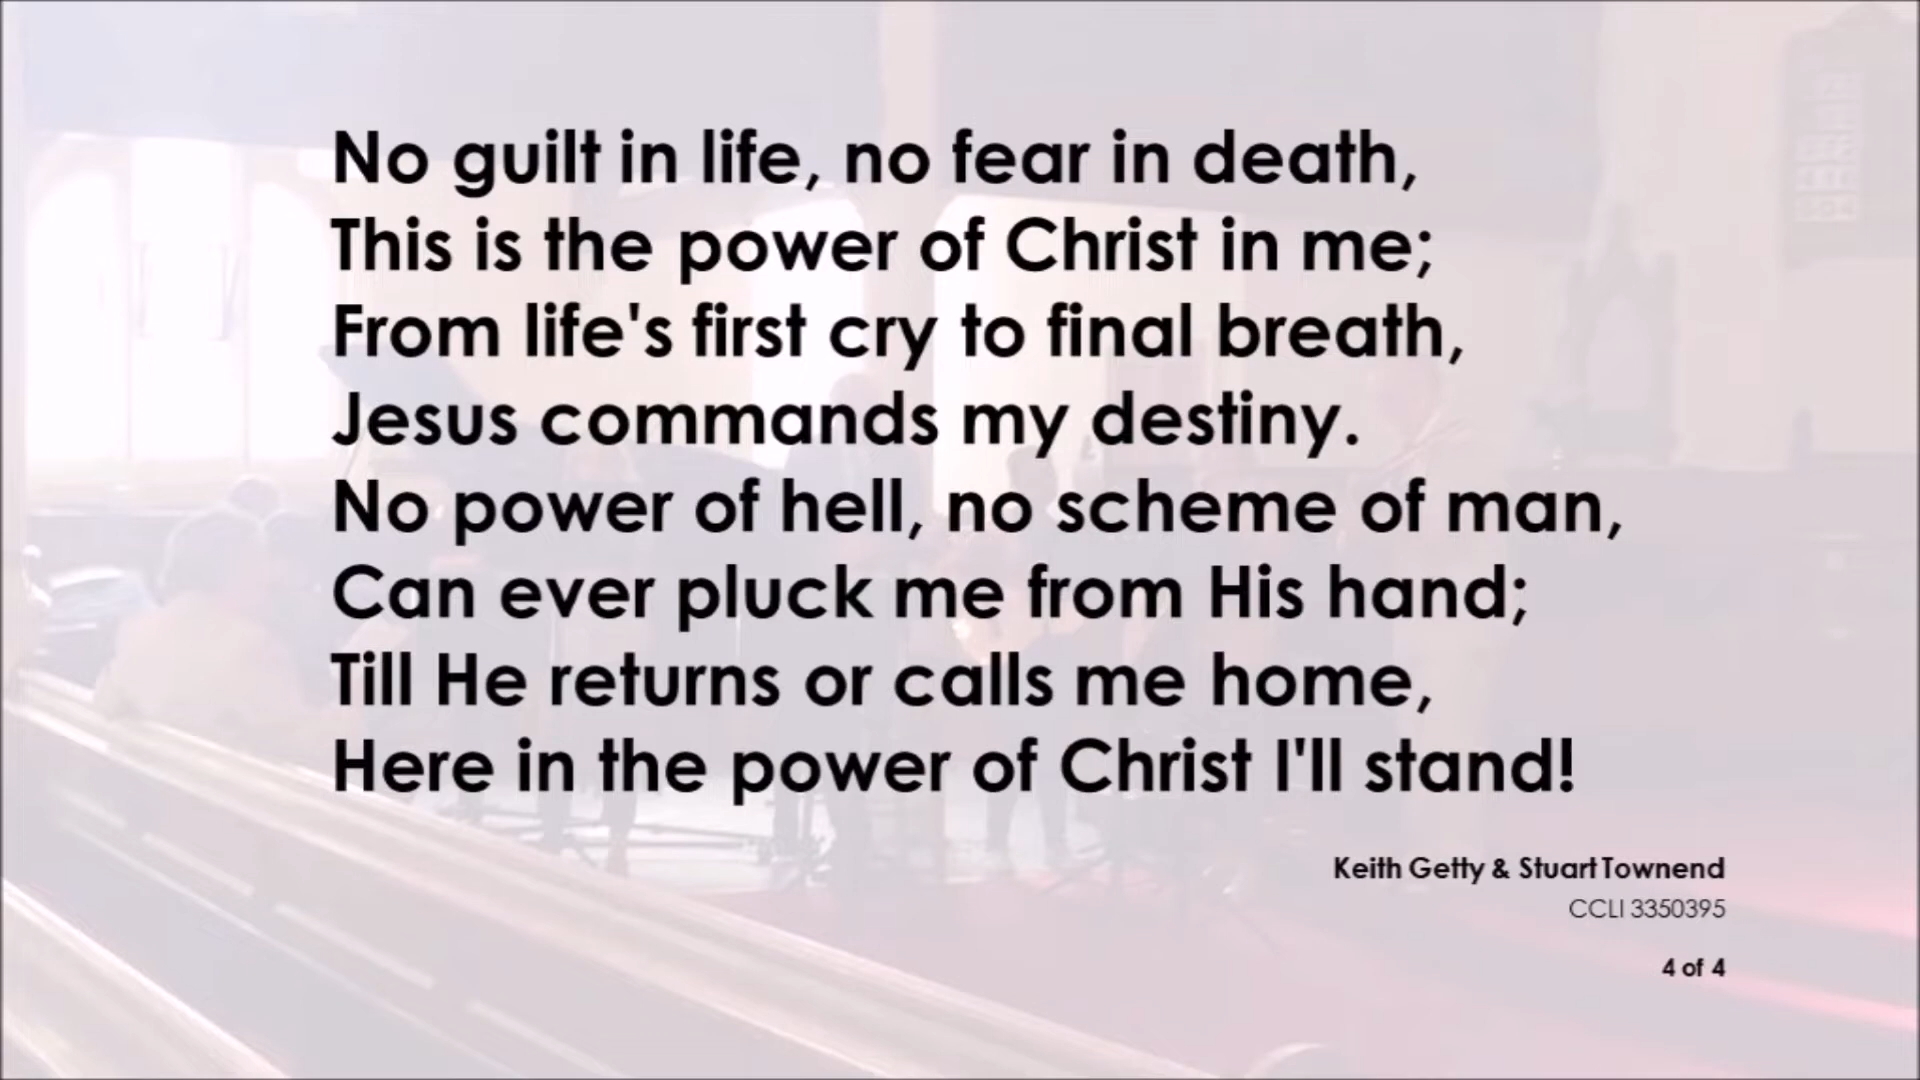 No guilt in life, no fear in death,
This is the power of Christ in me;
From life's first cry to final breath,
Jesus commands my destiny.
No power of hell, no scheme of man,
Can ever pluck me from His hand;
Till He returns or calls me home,
Here in the power of Christ I'll stand!
Keith Getty & Stuart Townend
CCLI 3350395
4 of 4